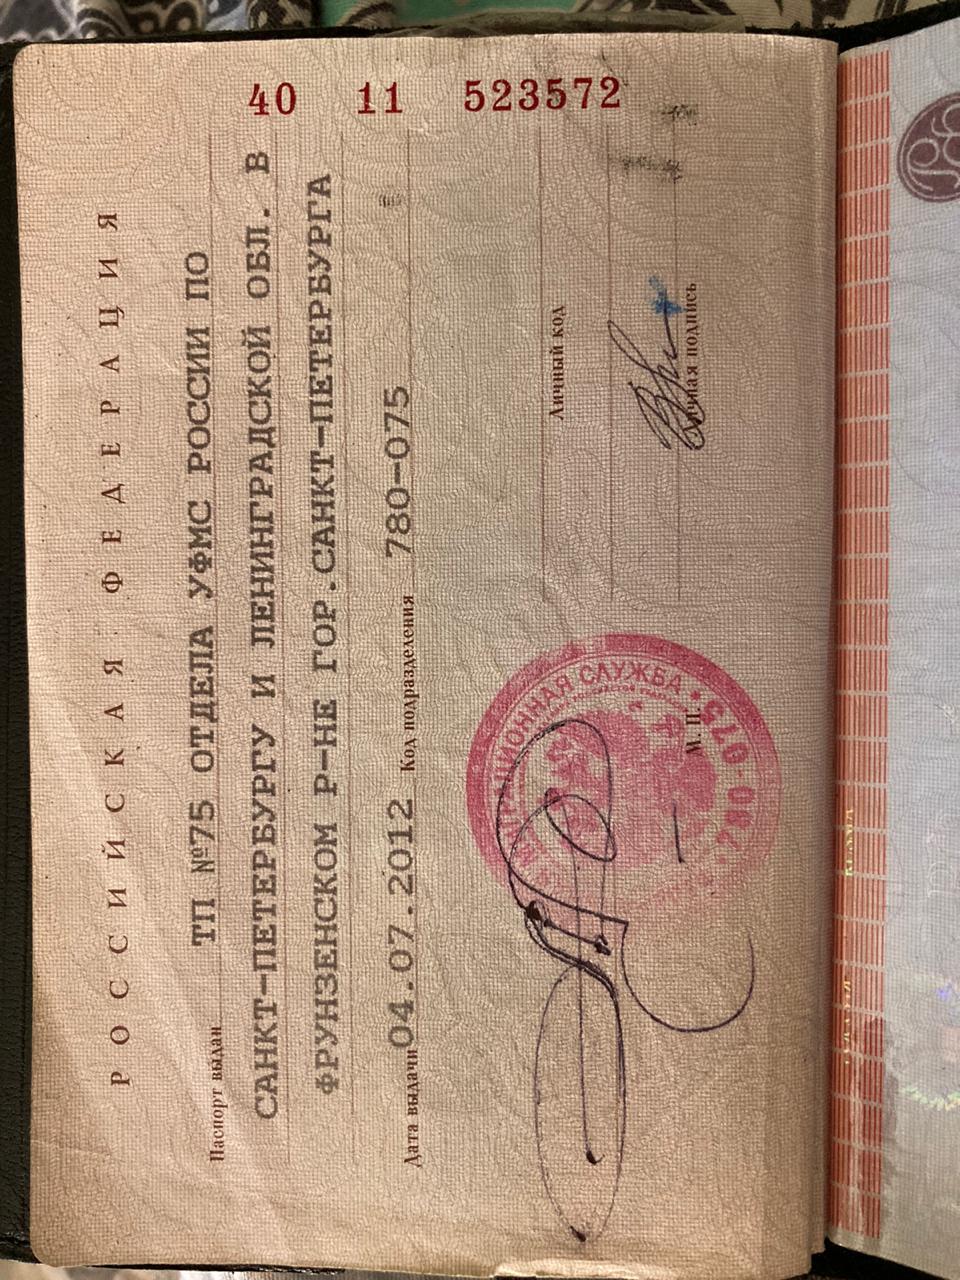 РОССИЙСКАЯ ФЕДЕРАЦИЯ
40 11 523572
Паспорт выдан ТП №75 ОТДЕЛА УФМС РОССИИ ПО
САНКТ-ПЕТЕРБУРГУ И ЛЕНИНГРАДСКОЙ ОБЛ. В
ФРУНЗЕНСКОМ Р-НЕ ГОР.САНКТ-ПЕТЕРБУРГА
Дата выдачи 04.07.2012 Код подразделения 780-075
Личный код
Личная подпись
М. П.
МИГРАЦИОННАЯ СЛУЖБА
780-075